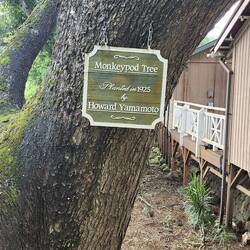 Monkeypod Tree
Planted in 1925
by
Howard Yamamoto